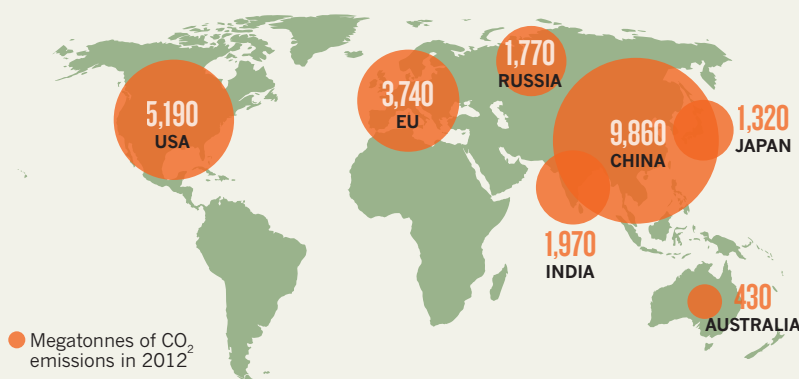 5,190
USA
3,740
EU
1,770
RUSSIA
9,860
CHINA
1,320
JAPAN
1,970
INDIA
430
AUSTRALIA
Megatonnes of CO₂
emissions in 2012